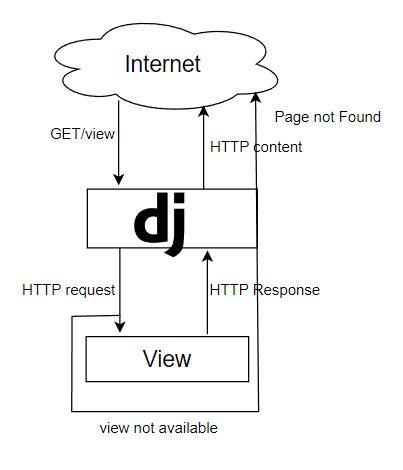 Internet
Page not Found
GET/view
HTTP content
dj
HTTP request
HTTP Response
View
view not available